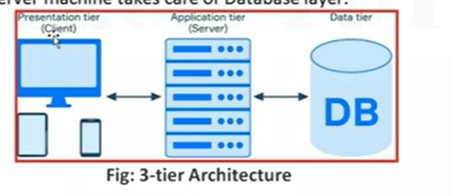 erver machine takes care of Database layer.
Presentation tier
(Client)
Application tier
(Server)
Data tier
DB
Fig: 3-tier Architecture